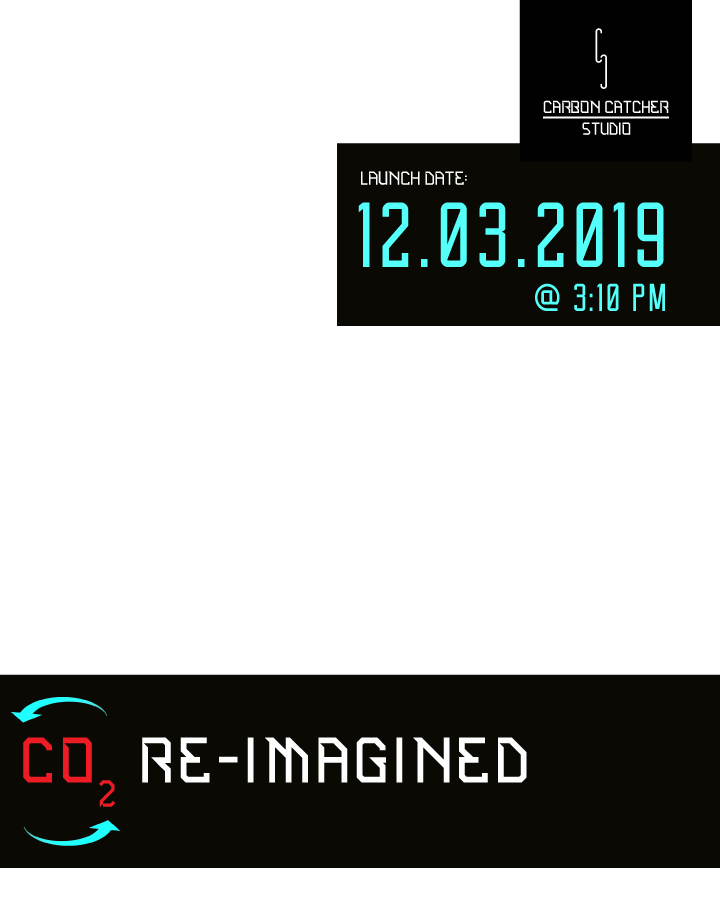 CARBON CATCHER
STUDIO
LAUNCH DATE:
12.03.2019
@ 3:10 PM
CO₂ RE-IMAGINED